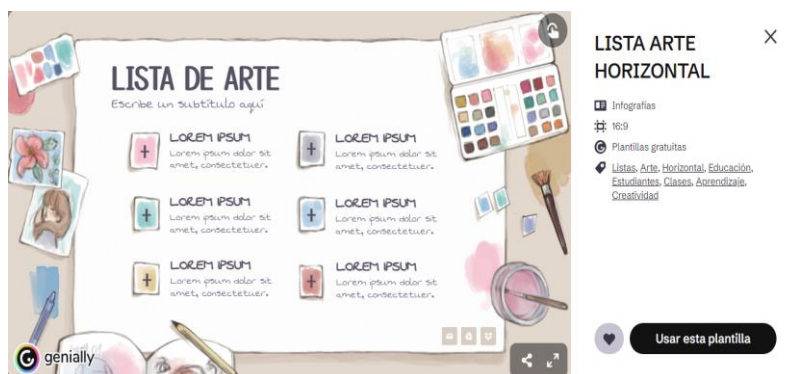 LISTA DE ARTE
Escribe un subtítulo aquí
LOREM IPSUM
Lorem ipsum dolor sit
amet, consectetuer.
LOREM IPSUM
Lorem ipsum dolor sit
amet, consectetuer.
LOREM IPSUM
Lorem ipsum dolor sit
amet, consectetuer.
LOREM IPSUM
Lorem ipsum dolor sit
amet, consectetuer.
LOREM IPSUM
Lorem ipsum dolor sit
amet, consectetuer.
LOREM IPSUM
Lorem ipsum dolor sit
amet, consectetuer.
genially
LISTA ARTE
HORIZONTAL
Infografías
16:9
Plantillas gratuitas
Listas, Arte, Horizontal, Educación,
Estudiantes, Clases, Aprendizaje,
Creatividad
Usar esta plantilla